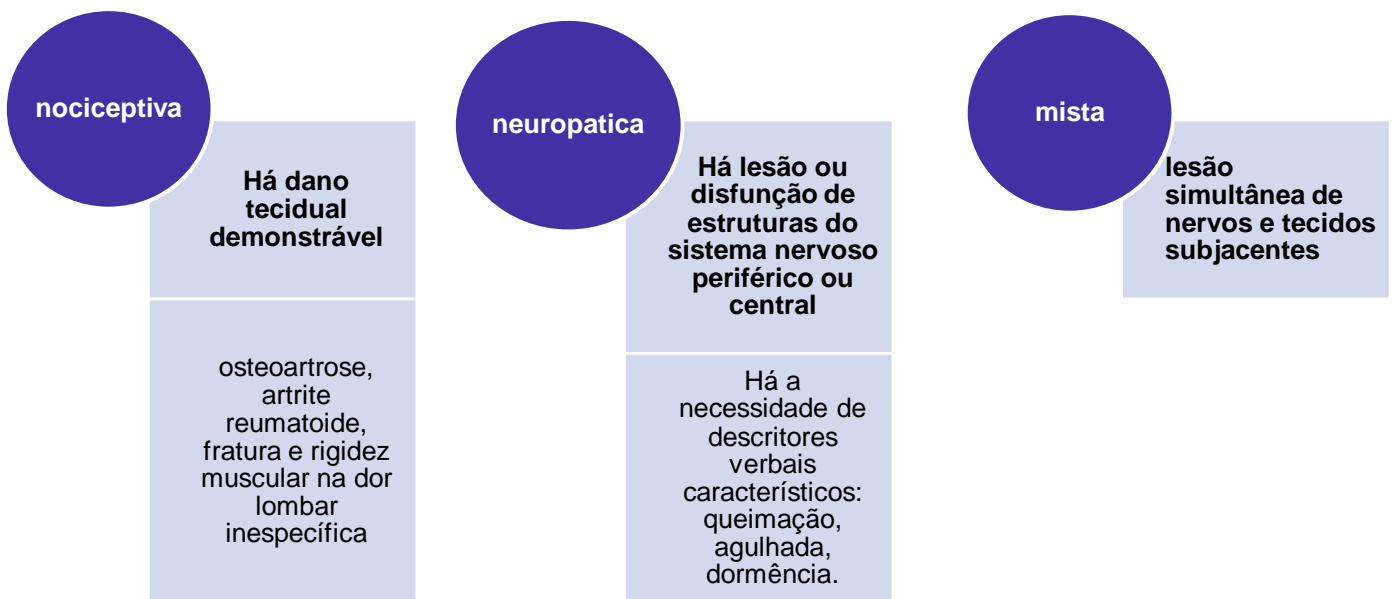 nociceptiva
Há dano
tecidual
demonstrável
osteoartrose,
artrite
reumatoide,
fratura e rigidez
muscular na dor
lombar
inespecífica
neuropatica
Há lesão ou
disfunção de
estruturas do
sistema nervoso
periférico ou
central
Há a
necessidade de
descritores
verbais
característicos:
queimação,
agulhada,
dormência.
mista
lesão
simultânea de
nervos e tecidos
subjacentes